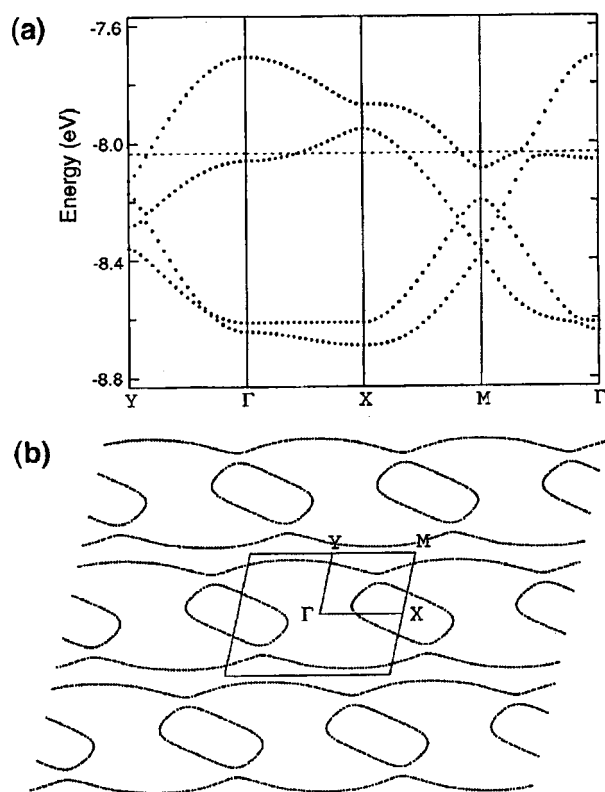 (a)
-7.6
-8.0
-8.4
-8.8
Energy (eV)
Y Γ X M Γ
(b)
Y M
Γ X